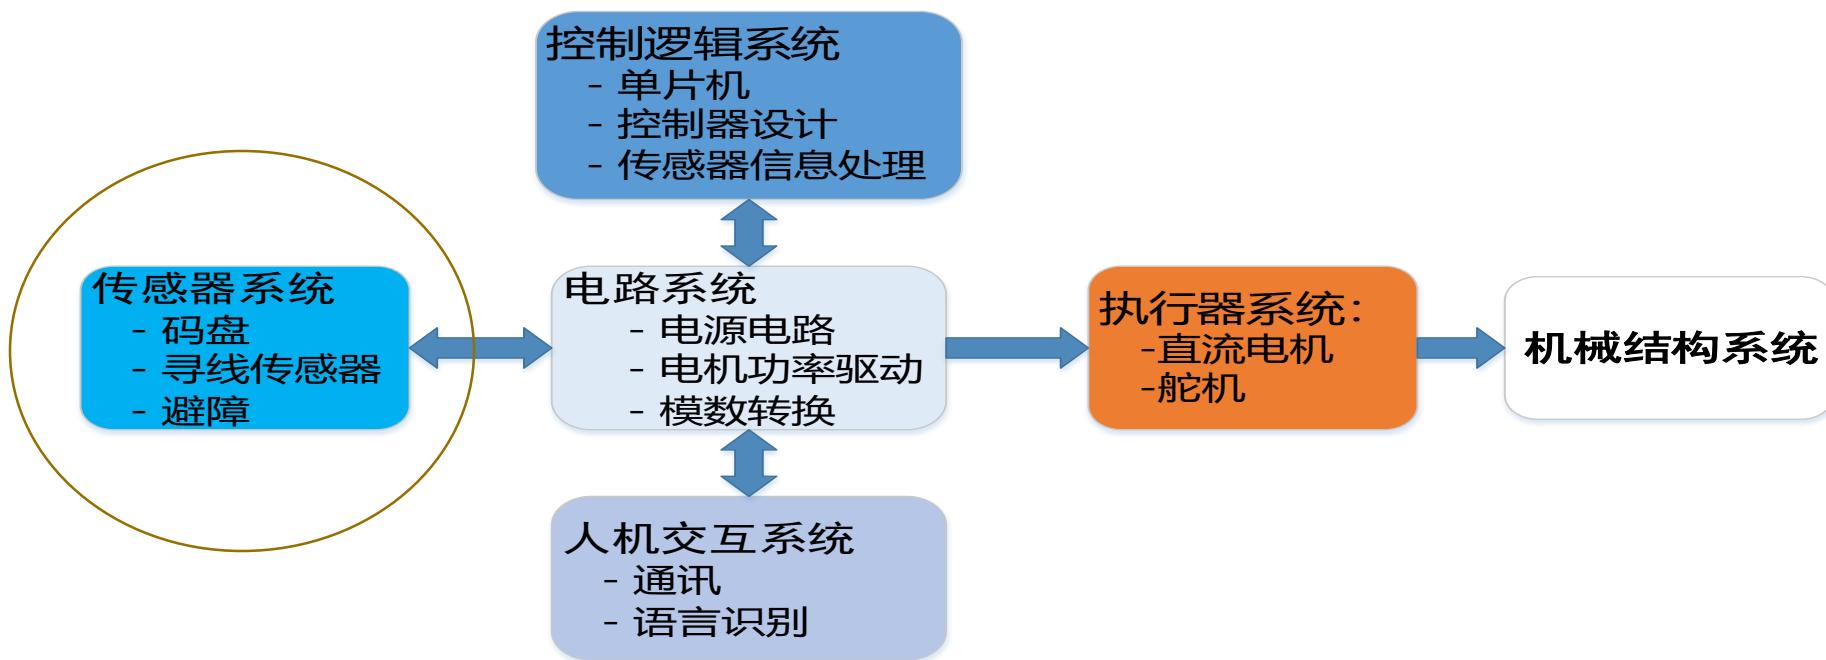 控制逻辑系统
- 单片机
- 控制器设计
- 传感器信息处理
传感器系统
- 码盘
- 寻线传感器
- 避障
电路系统
- 电源电路
- 电机功率驱动
- 模数转换
执行器系统：
-直流电机
-舵机
机械结构系统
人机交互系统
- 通讯
- 语言识别